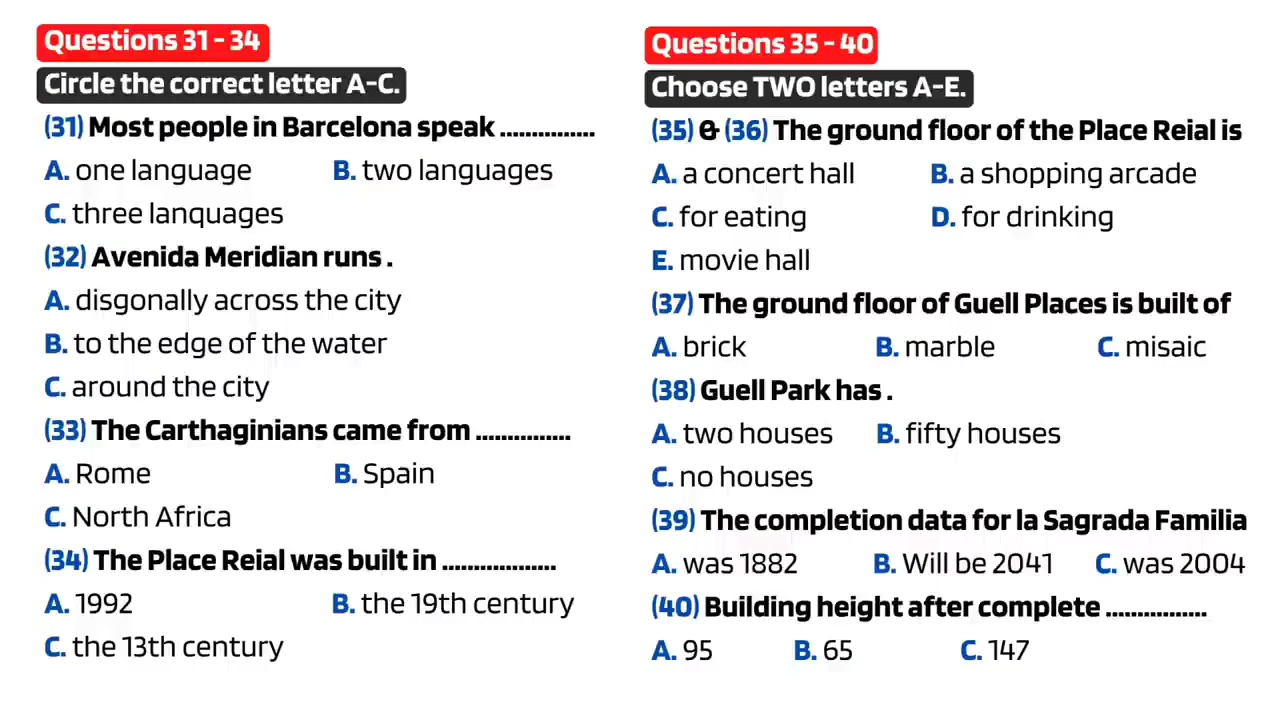 Questions 31 - 34
Circle the correct letter A-C.
(31) Most people in Barcelona speak ...............
A. one language B. two languages
C. three lanquages
(32) Avenida Meridian runs .
A. disgonally across the city
B. to the edge of the water
C. around the city
(33) The Carthaginians came from ...............
A. Rome B. Spain
C. North Africa
(34) The Place Reial was built in ..................
A. 1992 B. the 19th century
C. the 13th century
Questions 35 - 40
Choose TWO letters A-E.
(35) & (36) The ground floor of the Place Reial is
A. a concert hall B. a shopping arcade
C. for eating D. for drinking
E. movie hall
(37) The ground floor of Guell Places is built of
A. brick B. marble C. misaic
(38) Guell Park has .
A. two houses B. fifty houses
C. no houses
(39) The completion data for la Sagrada Familia
A. was 1882 B. Will be 2041 C. was 2004
(40) Building height after complete ................
A. 95 B. 65 C. 147